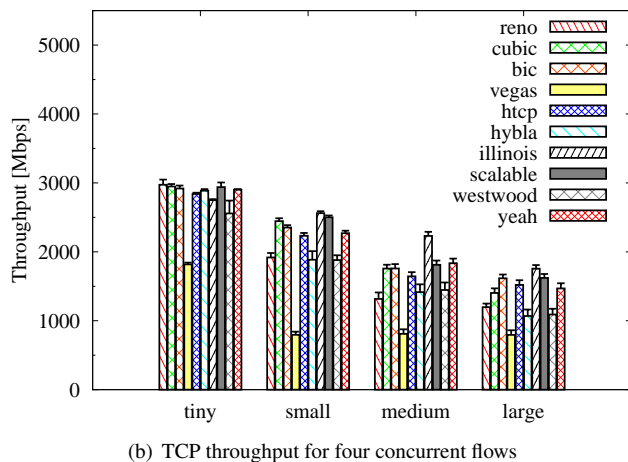 5000
4000
3000
2000
1000
0
Throughput [Mbps]
reno
cubic
bic
vegas
htcp
hybla
illinois
scalable
westwood
yeah
tiny small medium large
(b) TCP throughput for four concurrent flows